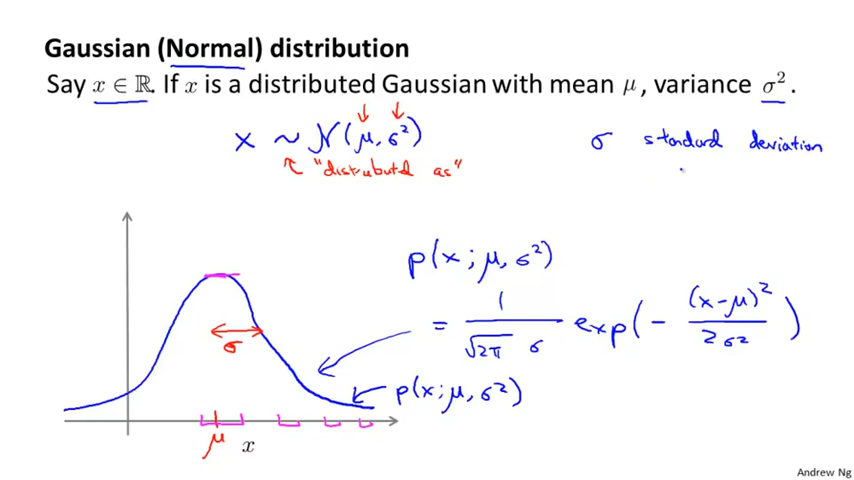 Gaussian (Normal) distribution
Say x ∈ ℝ. If x is a distributed Gaussian with mean μ, variance σ².
x ~ N(μ, σ²)
σ standard deviation
"distributed as"
p(x; μ, σ²)
= 1/(√2π σ) exp(- (x-μ)²/2σ²)
σ
p(x; μ, σ²)
μ x
Andrew Ng